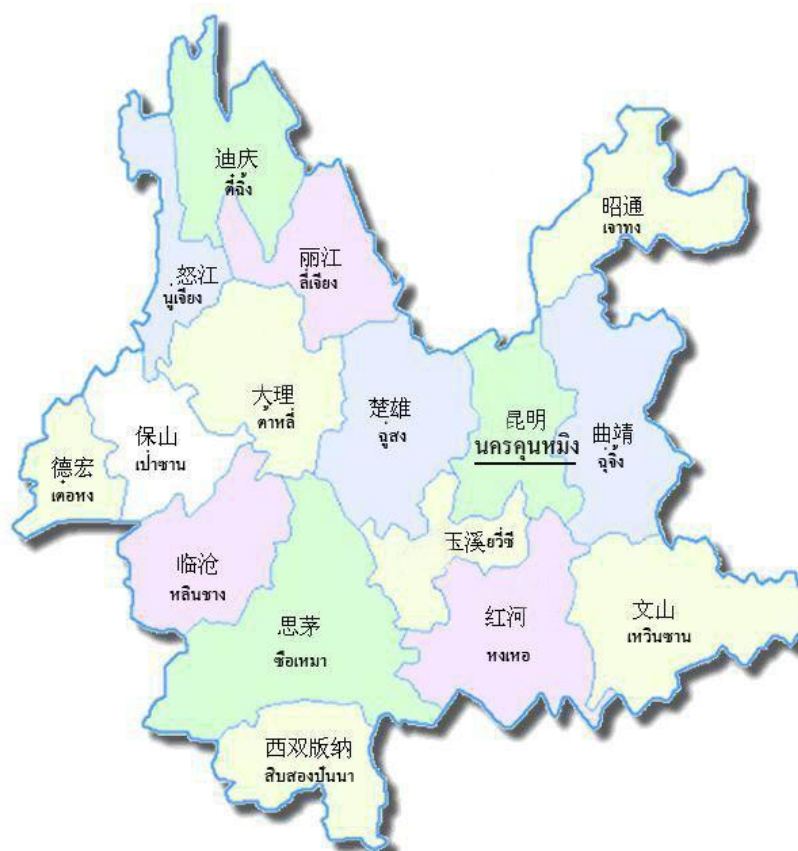 迪庆
ตี๋ฉิ้ง
昭通
เจาทง
丽江
ลี่เจียง
怒江
นู่เจียง
大理
ต้าหลี่
楚雄
ฉู่สง
昆明
นครคุนหมิง
曲靖
ฉุ่จิ้ง
保山
เป่าซาน
德宏
เต๋อหง
临沧
หลินชาง
玉溪 ยวี่ซี
思茅
ซือเหมา
红河
หงเหอ
文山
เหวินซาน
西双版纳
สิบสองปันนา